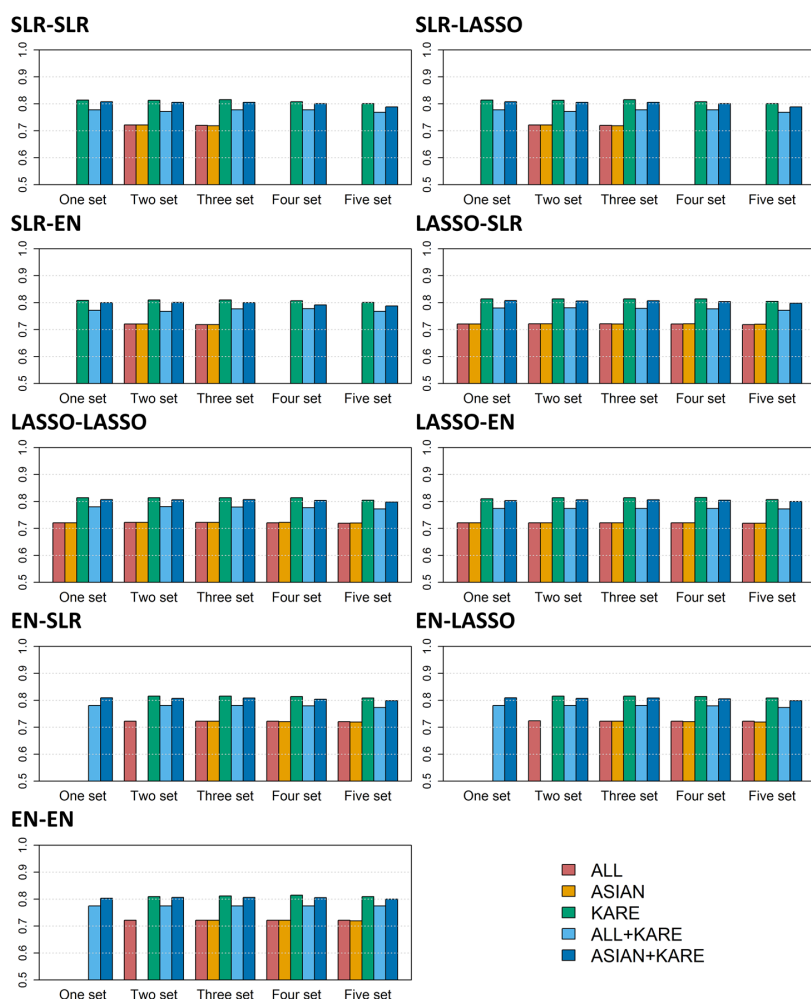 SLR-SLR
1.0
0.9
0.8
0.7
0.6
0.5
One set Two set Three set Four set Five set
SLR-LASSO
1.0
0.9
0.8
0.7
0.6
0.5
One set Two set Three set Four set Five set
SLR-EN
1.0
0.9
0.8
0.7
0.6
0.5
One set Two set Three set Four set Five set
LASSO-SLR
1.0
0.9
0.8
0.7
0.6
0.5
One set Two set Three set Four set Five set
LASSO-LASSO
1.0
0.9
0.8
0.7
0.6
0.5
One set Two set Three set Four set Five set
LASSO-EN
1.0
0.9
0.8
0.7
0.6
0.5
One set Two set Three set Four set Five set
EN-SLR
1.0
0.9
0.8
0.7
0.6
0.5
One set Two set Three set Four set Five set
EN-LASSO
1.0
0.9
0.8
0.7
0.6
0.5
One set Two set Three set Four set Five set
EN-EN
1.0
0.9
0.8
0.7
0.6
0.5
One set Two set Three set Four set Five set
ALL
ASIAN
KARE
ALL+KARE
ASIAN+KARE